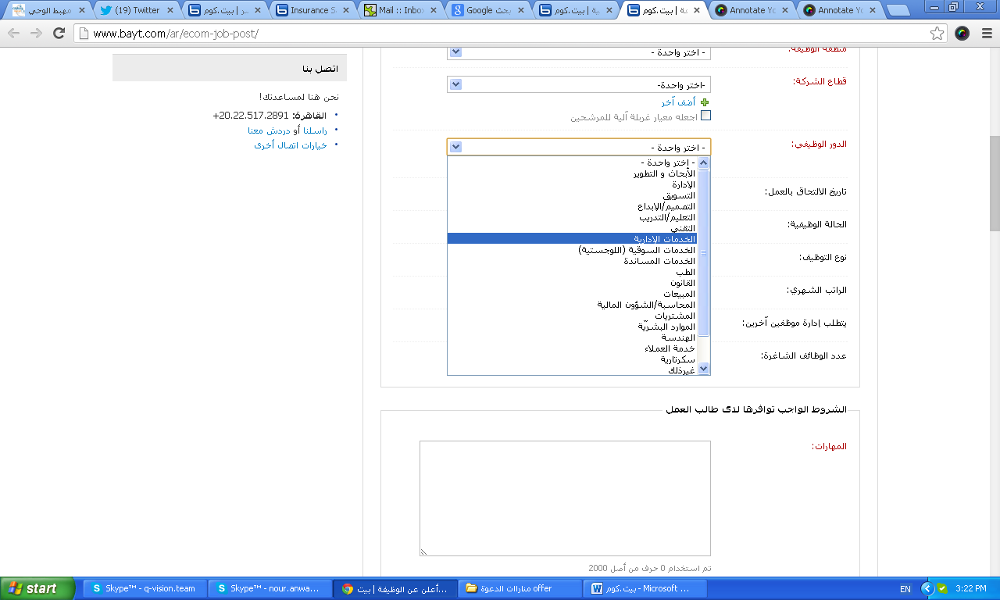 مهبط الوحي
(19) Twitter
ـر | بيت.كوم
Insurance S
Mail :: Inbo
بحث Google
ـية | بيت.كوم
ـة | بيت.كوم
Annotate Yo
Annotate Yo
www.bayt.com/ar/ecom-job-post/
اتصل بنا
نحن هنا لمساعدتك!
القاهرة: 20.22.517.2891+
راسلنا أو دردش معنا
خيارات اتصال أخرى
منطقة الوظيفة:
- اختر واحدة -
قطاع الشركة:
-اختر واحدة-
أضف آخر
اجعله معيار غربلة آلية للمرشحين
الدور الوظيفي:
- اختر واحدة -
- إختر واحدة -
الأبحاث و التطوير
الإدارة
التسويق
التصميم/الإبداع
التعليم/التدريب
التقني
الخدمات الإدارية
الخدمات السوقية (اللوجستية)
الخدمات المساندة
الطب
القانون
المبيعات
المحاسبة/الشؤون المالية
المشتريات
الموارد البشريّة
الهندسة
خدمة العملاء
سكرتارية
غيرذلك
تاريخ الالتحاق بالعمل:
الحالة الوظيفية:
نوع التوظيف:
الراتب الشهري:
يتطلب إدارة موظفين آخرين:
عدد الوظائف الشاغرة:
الشروط الواجب توافرها لدى طالب العمل
المهارات:
تم استخدام 0 حرف من أصل 2000
start
Skype™ - q-vision.team
Skype™ - nour.anwa...
أعلن عن الوظيفة | بيت...
منارات الدعوة offer
بيت.كوم - Microsoft ...
EN
3:22 PM